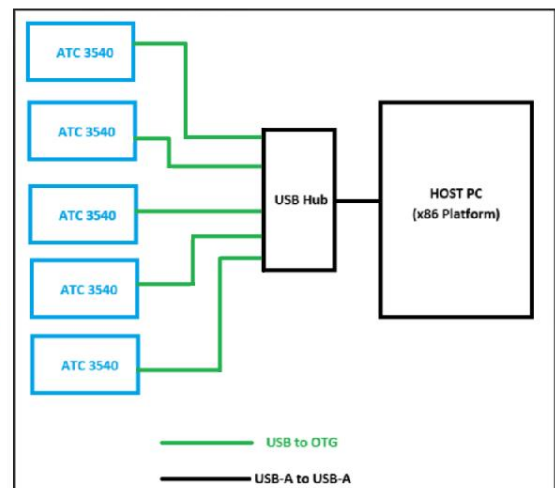 ATC 3540
ATC 3540
ATC 3540
ATC 3540
ATC 3540
USB Hub
HOST PC
(x86 Platform)
USB to OTG
USB-A to USB-A